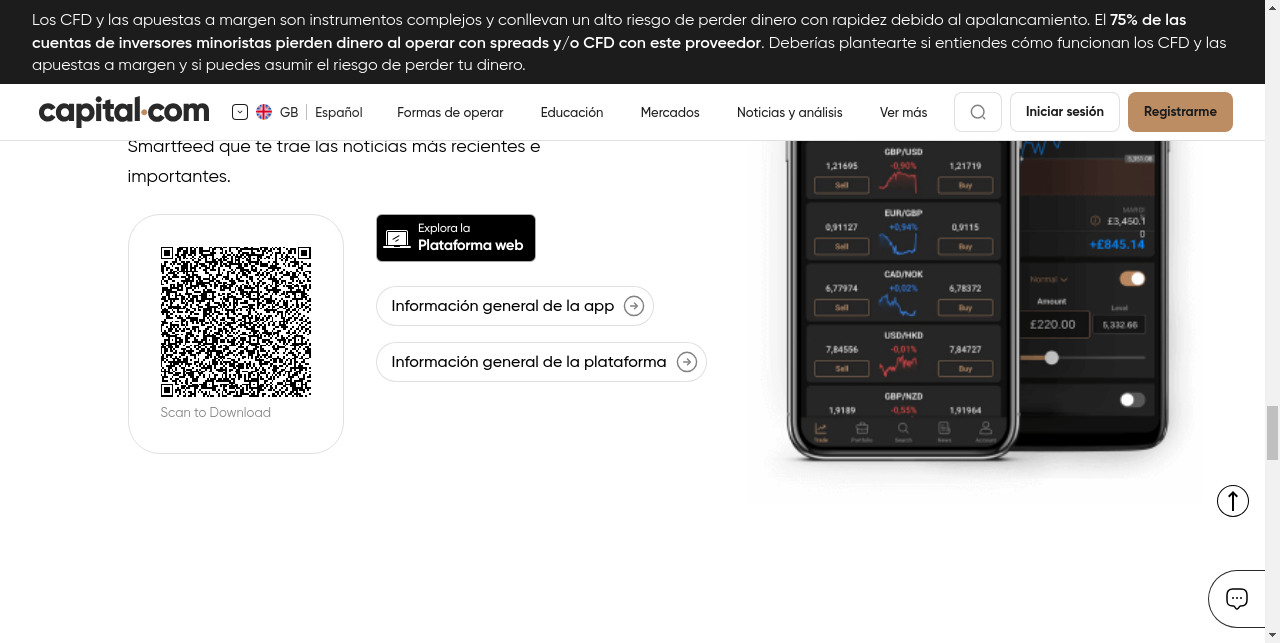 Los CFD y las apuestas a margen son instrumentos complejos y conllevan un alto riesgo de perder dinero con rapidez debido al apalancamiento. El 75% de las
cuentas de inversores minoristas pierden dinero al operar con spreads y/o CFD con este proveedor. Deberías plantearte si entiendes cómo funcionan los CFD y las
apuestas a margen y si puedes asumir el riesgo de perder tu dinero.
capital.com GB Español Formas de operar Educación Mercados Noticias y análisis Ver más Iniciar sesión Registrarme
Smartfeed que te trae las noticias más recientes e
importantes.
Scan to Download
Explora la
Plataforma web
Información general de la app
Información general de la plataforma
GBP/USD
1,21695 -0,90% 1,21719
Sell Buy
EUR/GBP
0,91127 +0,94% 0,9115
Sell Buy
CAD/NOK
6,77974 +0,02% 6,78372
Sell Buy
USD/HKD
7,84556 -0,01% 7,84727
Sell Buy
GBP/NZD
1,9189 -0,55% 1,91964
Trade Portfolio Search News Account
£3,450.1
0
+£845.14
Normal
Amount Level
£220.00 5,332.65